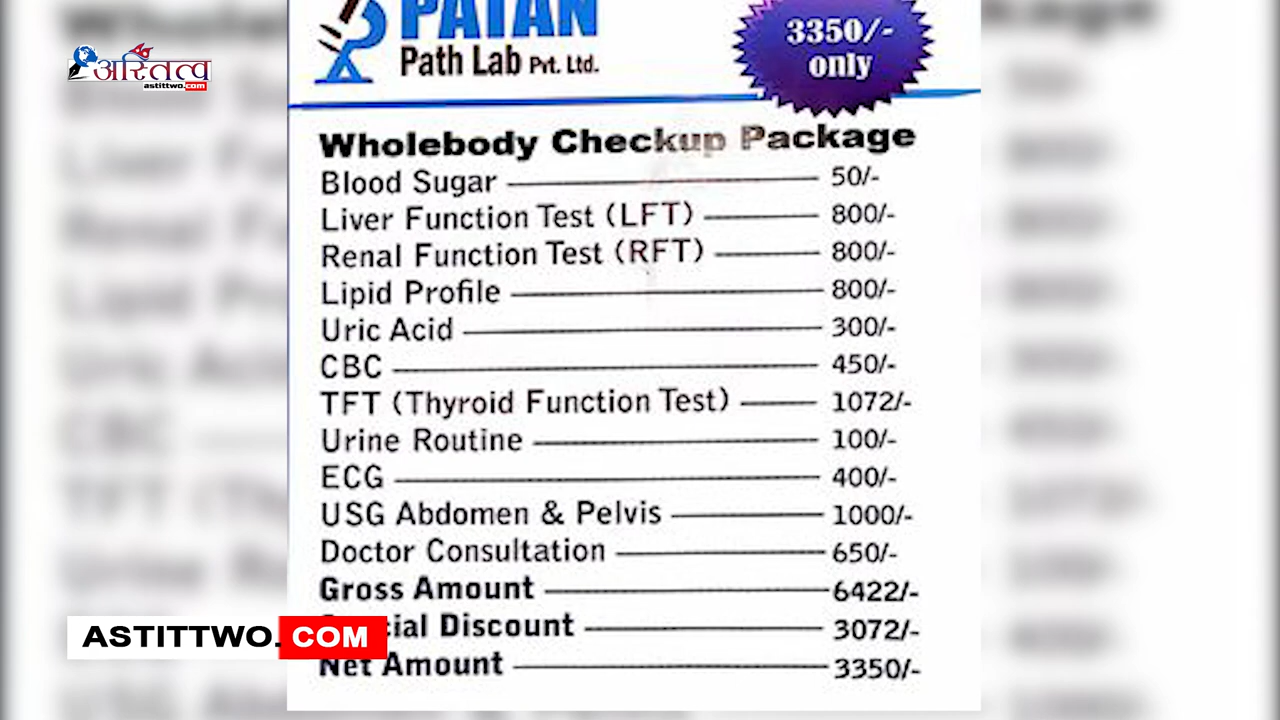 अस्तित्व
astittwo.com
PATAN
Path Lab Pvt. Ltd.
3350/-
only
Wholebody Checkup Package
Blood Sugar 50/-
Liver Function Test (LFT) 800/-
Renal Function Test (RFT) 800/-
Lipid Profile 800/-
Uric Acid 300/-
CBC 450/-
TFT (Thyroid Function Test) 1072/-
Urine Routine 100/-
ECG 400/-
USG Abdomen & Pelvis 1000/-
Doctor Consultation 650/-
Gross Amount 6422/-
Discount 3072/-
Net Amount 3350/-
ASTITTWO.COM